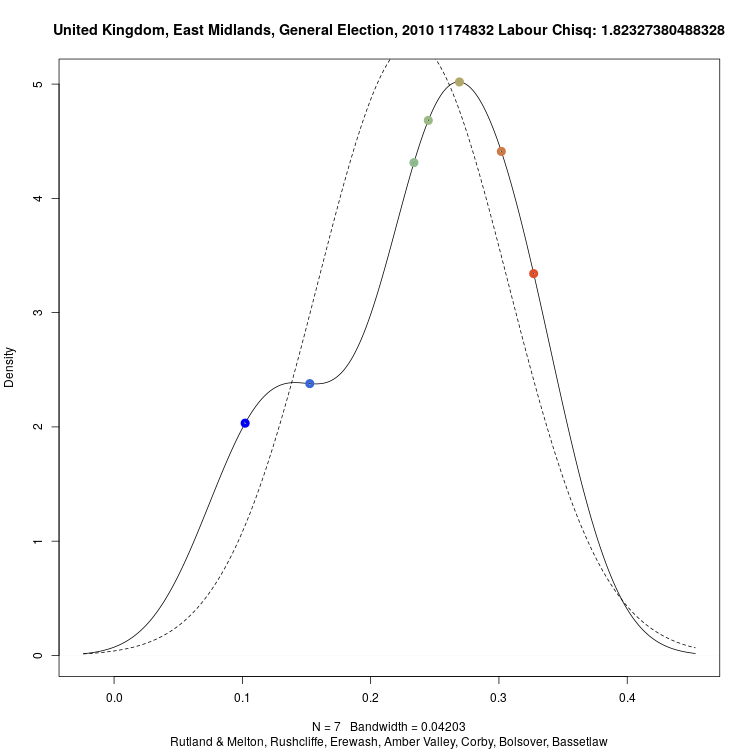 United Kingdom, East Midlands, General Election, 2010 1174832 Labour Chisq: 1.82327380488328
5
4
3
2
1
0
Density
0.0 0.1 0.2 0.3 0.4
N = 7 Bandwidth = 0.04203
Rutland & Melton, Rushcliffe, Erewash, Amber Valley, Corby, Bolsover, Bassetlaw